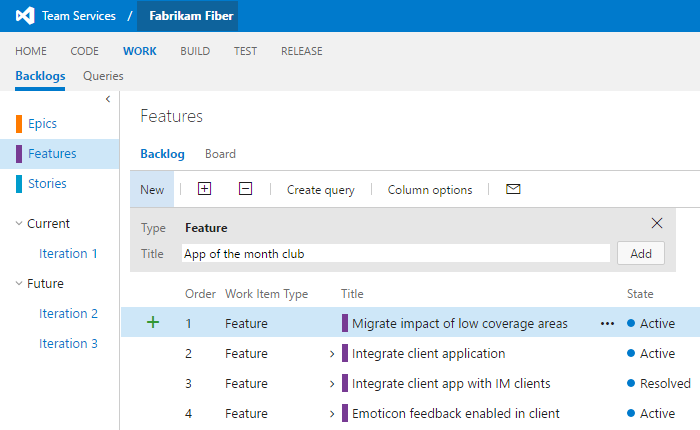 Team Services / Fabrikam Fiber
HOME CODE WORK BUILD TEST RELEASE
Backlogs Queries
Epics
Features
Stories
Current
Iteration 1
Future
Iteration 2
Iteration 3
Features
Backlog Board
New Create query Column options
Type Feature
Title App of the month club Add
Order Work Item Type Title State
1 Feature Migrate impact of low coverage areas ... Active
2 Feature Integrate client application Active
3 Feature Integrate client app with IM clients Resolved
4 Feature Emoticon feedback enabled in client Active